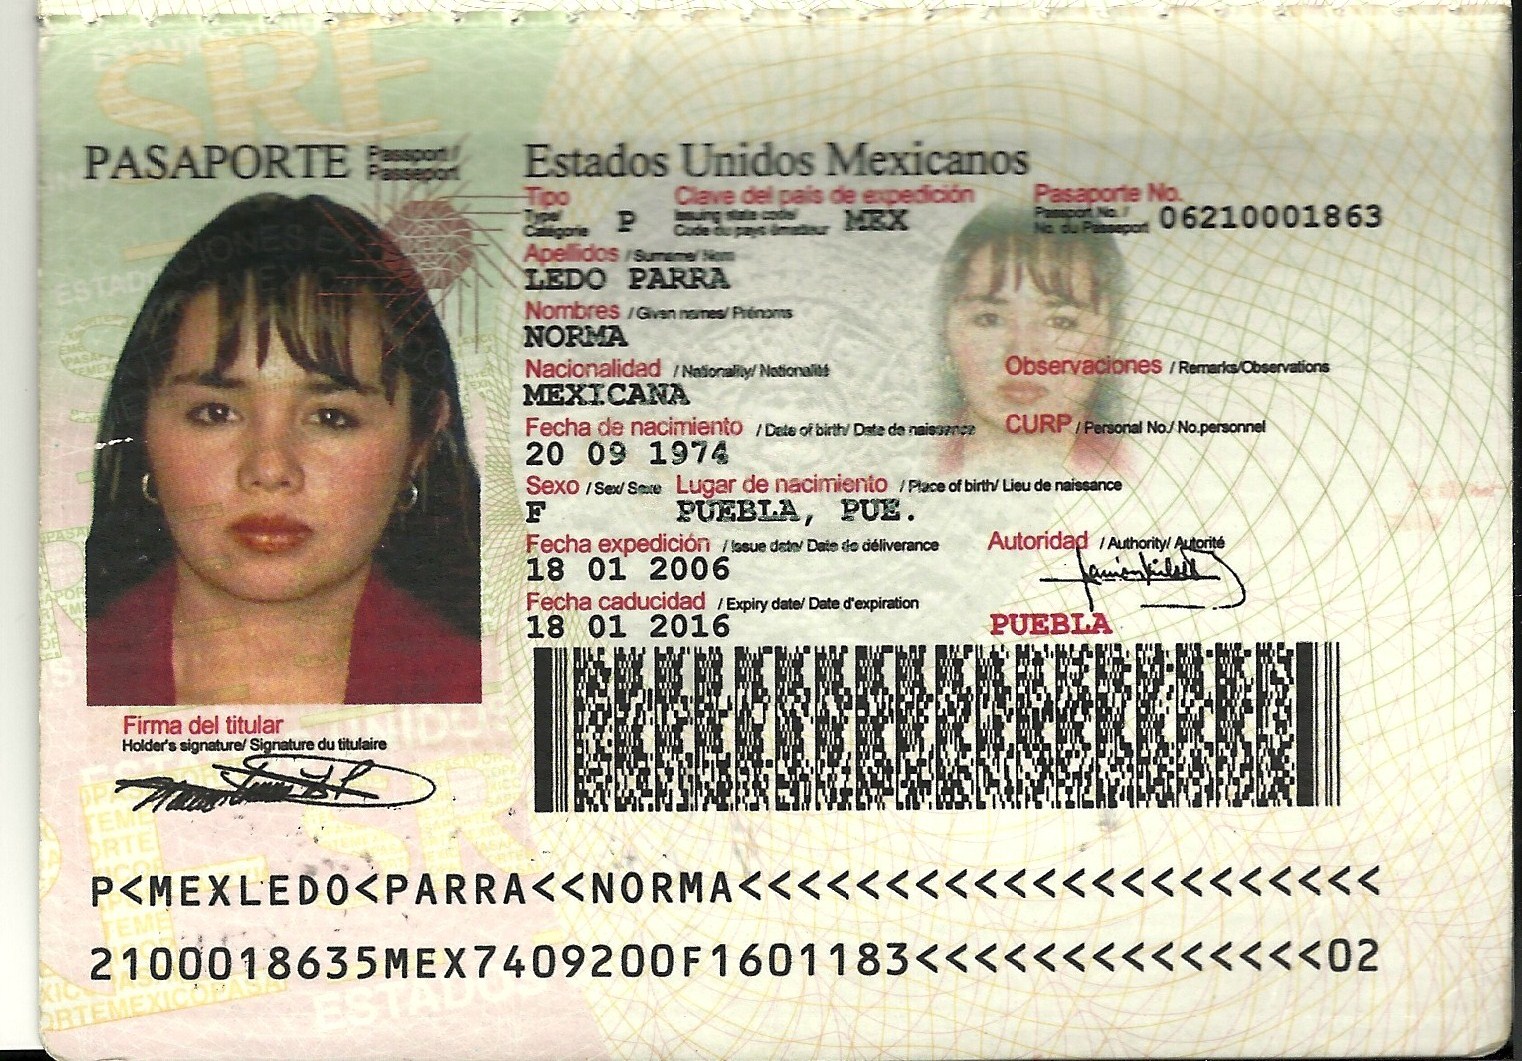 PASAPORTE Passport / Passeport
Estados Unidos Mexicanos
Tipo Clave del país de expedición Pasaporte No.
Type/ Catégorie P Issuing state code/ Code du pays émetteur MEX Passport No. / No. du Passeport 06210001863
Apellidos / Surname/ Nom
LEDO PARRA
Nombres / Given names/ Prénoms
NORMA
Nacionalidad / Nationality/ Nationalité Observaciones / Remarks/Observations
MEXICANA
Fecha de nacimiento / Date of birth/ Date de naissance CURP / Personal No./ No.personnel
20 09 1974
Sexo / Sex/ Sexe Lugar de nacimiento / Place of birth/ Lieu de naissance
F PUEBLA, PUE.
Fecha expedición / Issue date/ Date de déliverance Autoridad / Authority/ Autorité
18 01 2006
Fecha caducidad / Expiry date/ Date d'expiration
18 01 2016 PUEBLA
Firma del titular
Holder's signature/ Signature du titulaire
P<MEXLEDO<PARRA<<NORMA<<<<<<<<<<<<<<<<<<<<<<
2100018635MEX7409200F1601183<<<<<<<<<<<<<<02